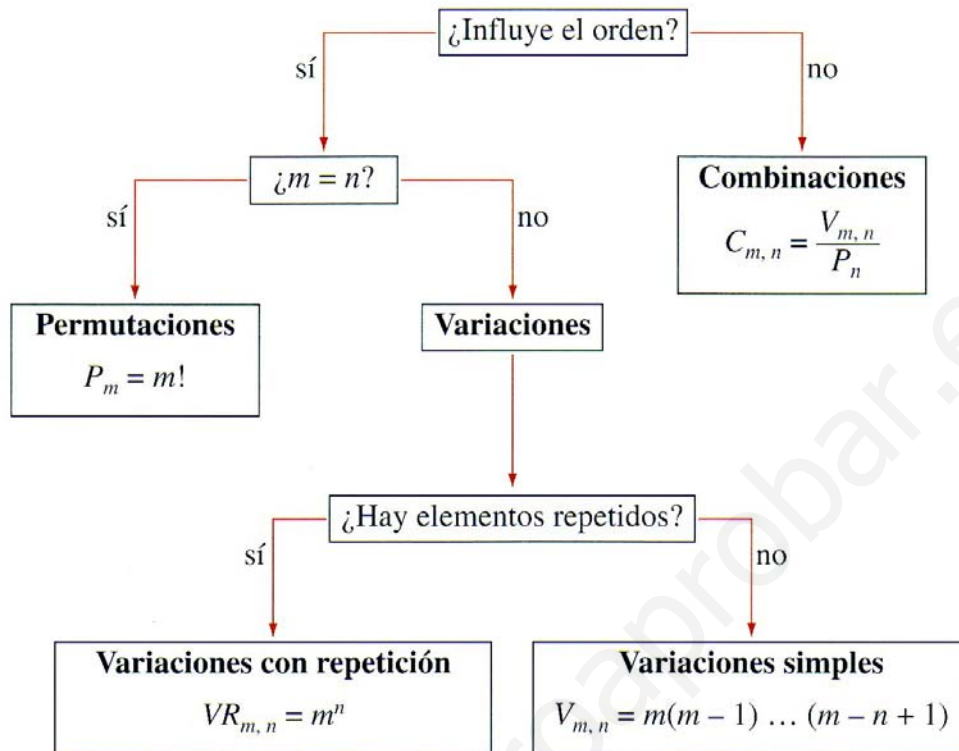 ¿Influye el orden?
sí
no
¿m = n?
Combinaciones
C_{m, n} = \frac{V_{m, n}}{P_n}
sí
no
Permutaciones
P_m = m!
Variaciones
¿Hay elementos repetidos?
sí
no
Variaciones con repetición
VR_{m, n} = m^n
Variaciones simples
V_{m, n} = m(m – 1) … (m – n + 1)